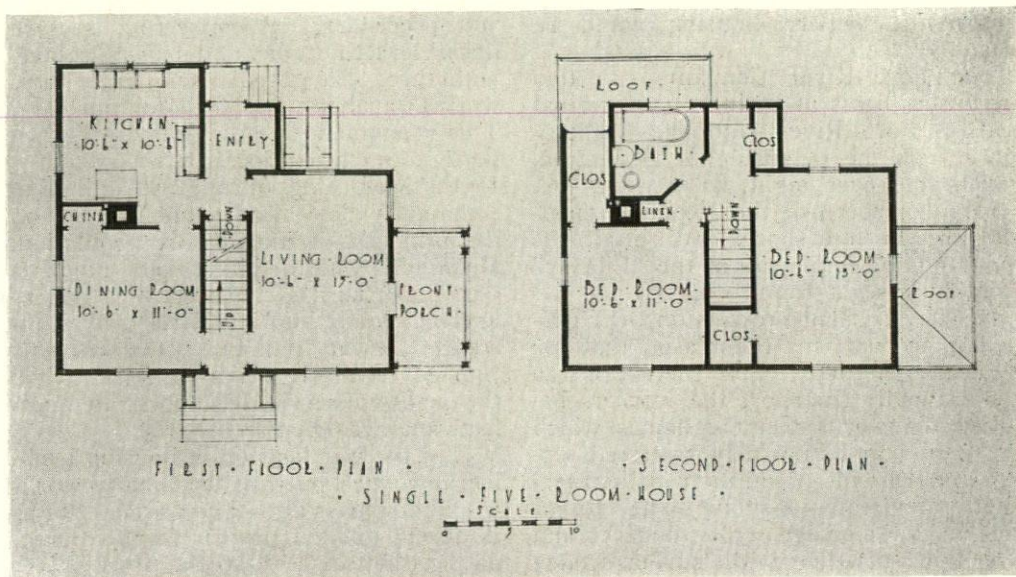 KITCHEN
10'-6" x 10'-6"
ENTRY
CHINA
DOWN
LIVING·ROOM
10'-6" x 15'-0"
DINING·ROOM
10'-6" x 11'-0"
UP
FRONT
PORCH
FIRST·FLOOR·PLAN·
ROOF·
·BATH·
CLOS
CLOS
LINEN
DOWN
BED·ROOM
10'-6" x 11'-0"
BED·ROOM
10'-6" x 13'-0"
CLOS
ROOF·
·SECOND·FLOOR·PLAN·
·SINGLE·FIVE·ROOM·HOUSE·
·SCALE·
0 5 10